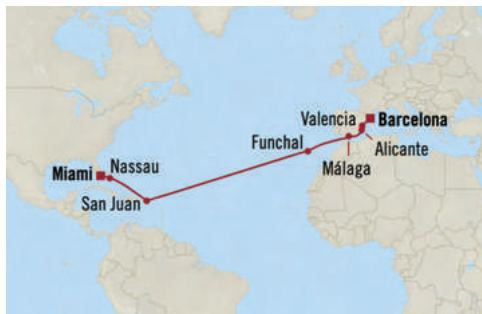 Valencia
Barcelona
Funchal
Alicante
Málaga
Miami
Nassau
San Juan